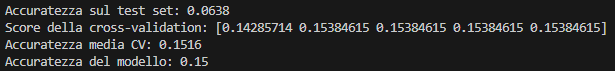 Accuratezza sul test set: 0.0638
Score della cross-validation: [0.14285714 0.15384615 0.15384615 0.15384615 0.15384615]
Accuratezza media CV: 0.1516
Accuratezza del modello: 0.15